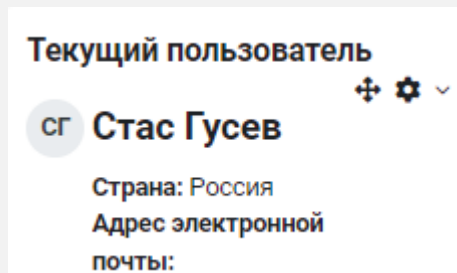 Текущий пользователь
СГ Стас Гусев
Страна: Россия
Адрес электронной
почты: